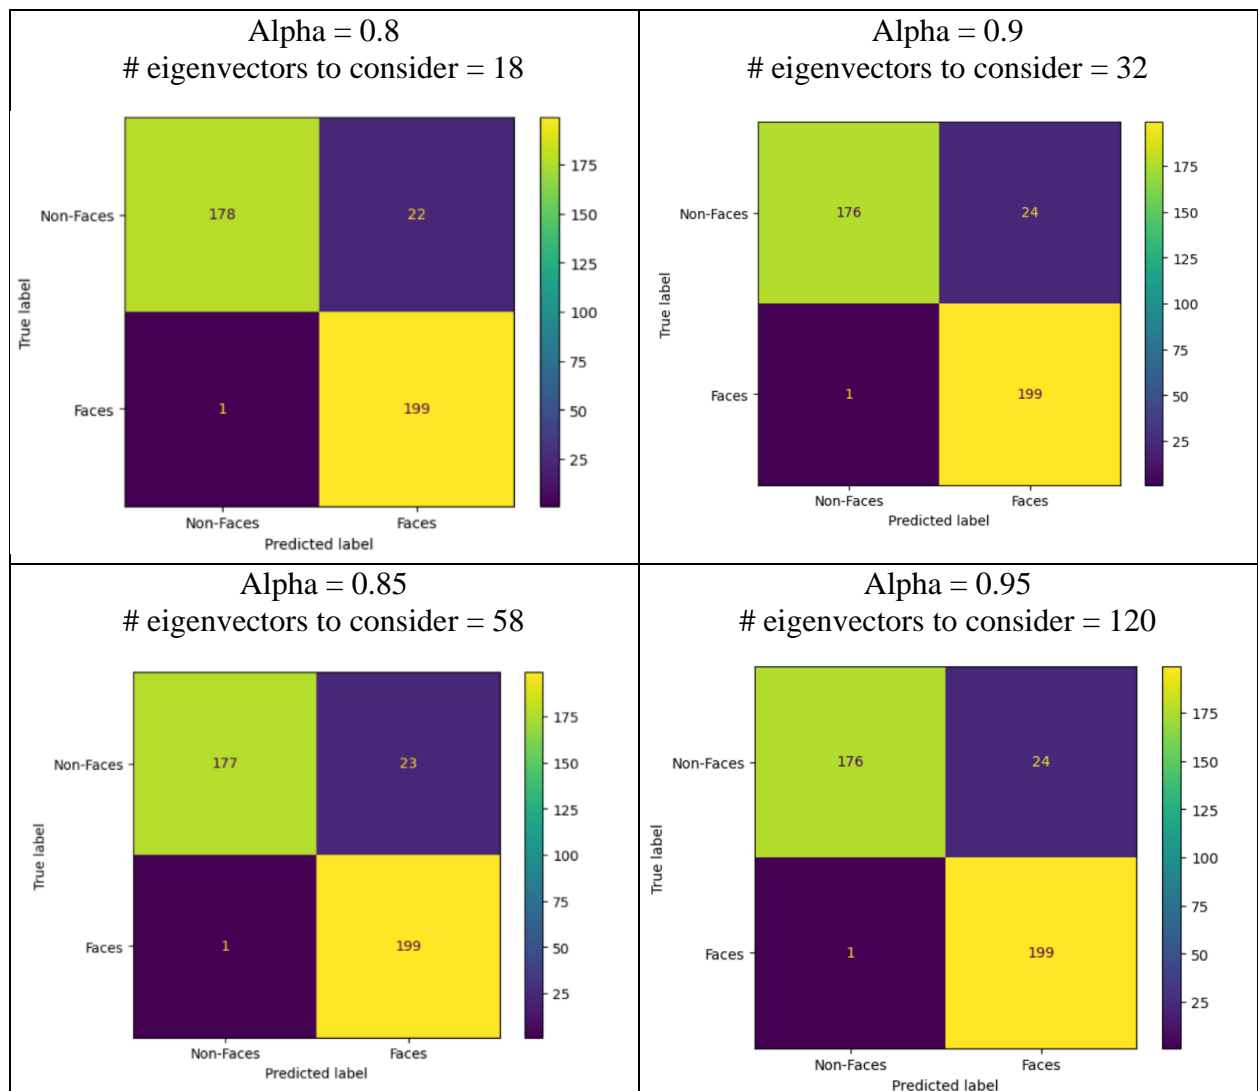 Alpha = 0.8
# eigenvectors to consider = 18
Non-Faces
178
22
175
150
125
100
75
50
25
True label
Faces
1
199
Non-Faces
Faces
Predicted label
Alpha = 0.9
# eigenvectors to consider = 32
Non-Faces
176
24
175
150
125
100
75
50
25
True label
Faces
1
199
Non-Faces
Faces
Predicted label
Alpha = 0.85
# eigenvectors to consider = 58
Non-Faces
177
23
175
150
125
100
75
50
25
True label
Faces
1
199
Non-Faces
Faces
Predicted label
Alpha = 0.95
# eigenvectors to consider = 120
Non-Faces
176
24
175
150
125
100
75
50
25
True label
Faces
1
199
Non-Faces
Faces
Predicted label